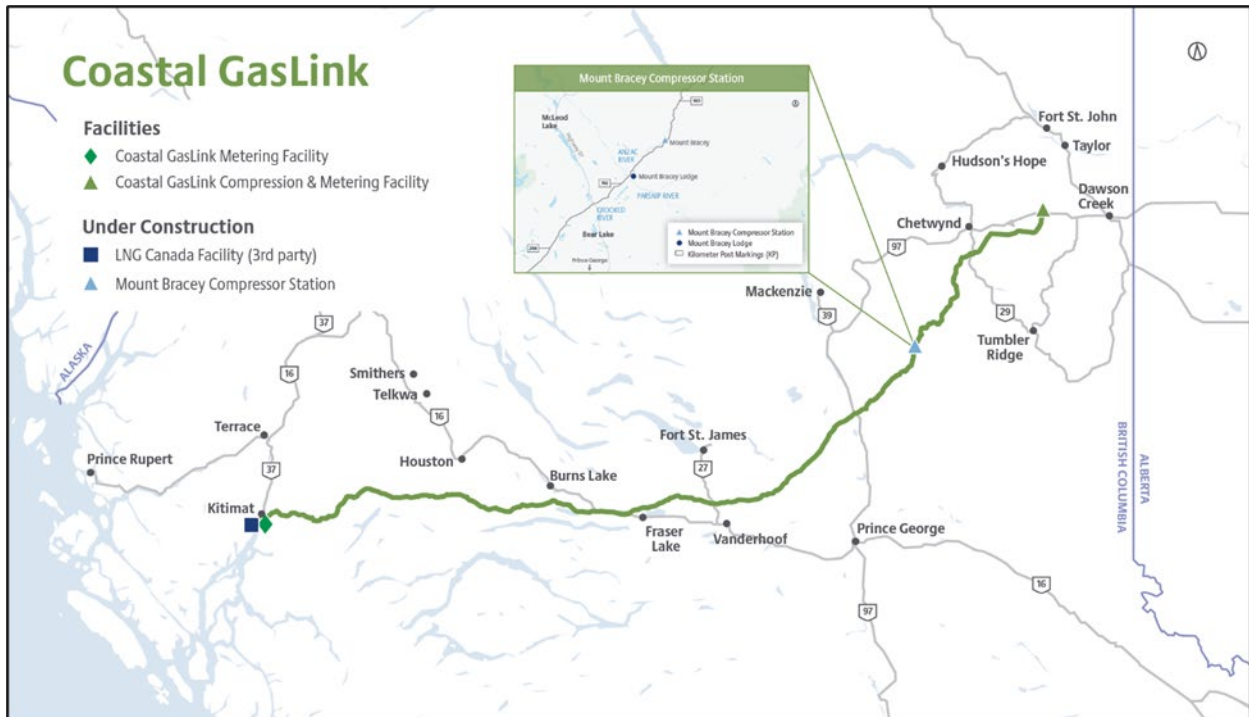 Coastal GasLink
Facilities
Coastal GasLink Metering Facility
Coastal GasLink Compression & Metering Facility
Under Construction
LNG Canada Facility (3rd party)
Mount Bracey Compressor Station
Mount Bracey Compressor Station
McLeod
Lake
ANZAC
RIVER
Mount Bracey
Mount Bracey Lodge
PARSNIP RIVER
CROOKED
RIVER
Bear Lake
Prince George
Mount Bracey Compressor Station
Mount Bracey Lodge
Kilometer Post Markings (KP)
Fort St. John
Taylor
Hudson's Hope
Dawson
Creek
Chetwynd
97
Mackenzie
39
29
Tumbler
Ridge
ALASKA
37
16
Smithers
Telkwa
16
Terrace
37
Prince Rupert
Houston
Kitimat
Burns Lake
Fort St. James
27
Fraser
Lake
Vanderhoof
Prince George
97
16
BRITISH COLUMBIA
ALBERTA